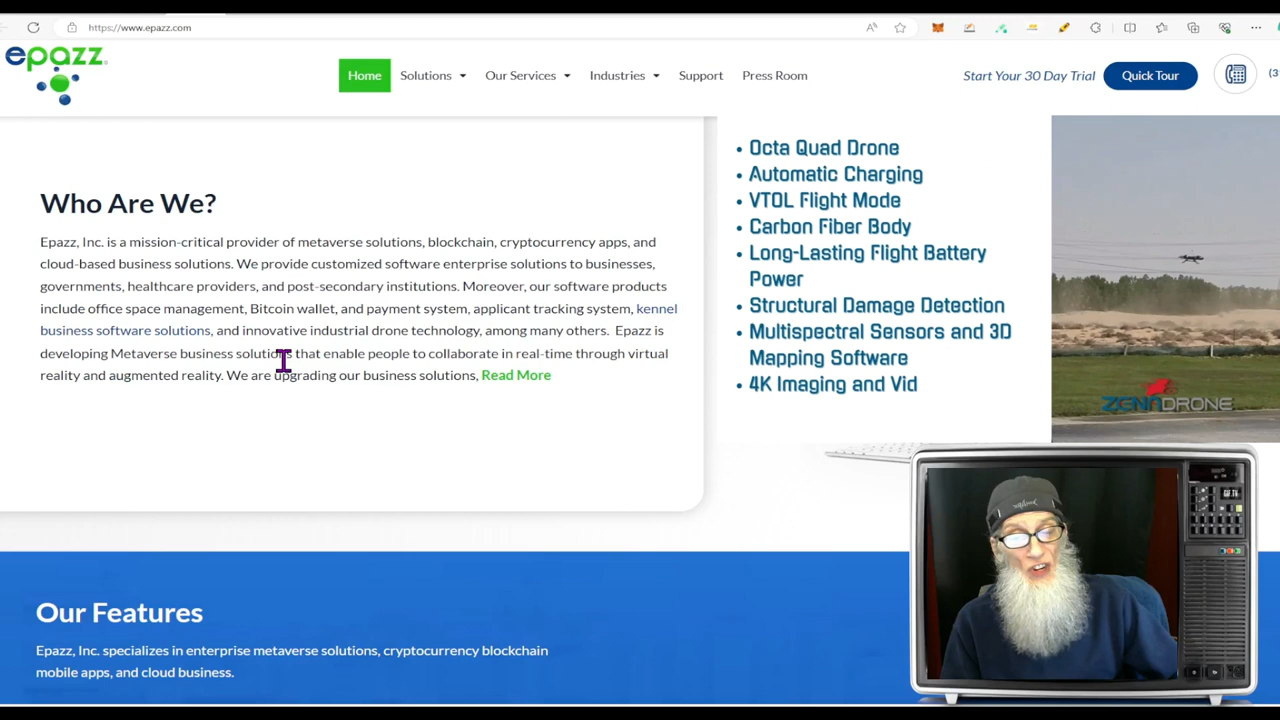 https://www.epazz.com
epazz
Home
Solutions
Our Services
Industries
Support
Press Room
Start Your 30 Day Trial
Quick Tour
Who Are We?
Epazz, Inc. is a mission-critical provider of metaverse solutions, blockchain, cryptocurrency apps, and
cloud-based business solutions. We provide customized software enterprise solutions to businesses,
governments, healthcare providers, and post-secondary institutions. Moreover, our software products
include office space management, Bitcoin wallet, and payment system, applicant tracking system, kennel
business software solutions, and innovative industrial drone technology, among many others. Epazz is
developing Metaverse business solutions that enable people to collaborate in real-time through virtual
reality and augmented reality. We are upgrading our business solutions, Read More
• Octa Quad Drone
• Automatic Charging
• VTOL Flight Mode
• Carbon Fiber Body
• Long-Lasting Flight Battery
Power
• Structural Damage Detection
• Multispectral Sensors and 3D
Mapping Software
• 4K Imaging and Vid
ZENADRONE
Our Features
Epazz, Inc. specializes in enterprise metaverse solutions, cryptocurrency blockchain
mobile apps, and cloud business.